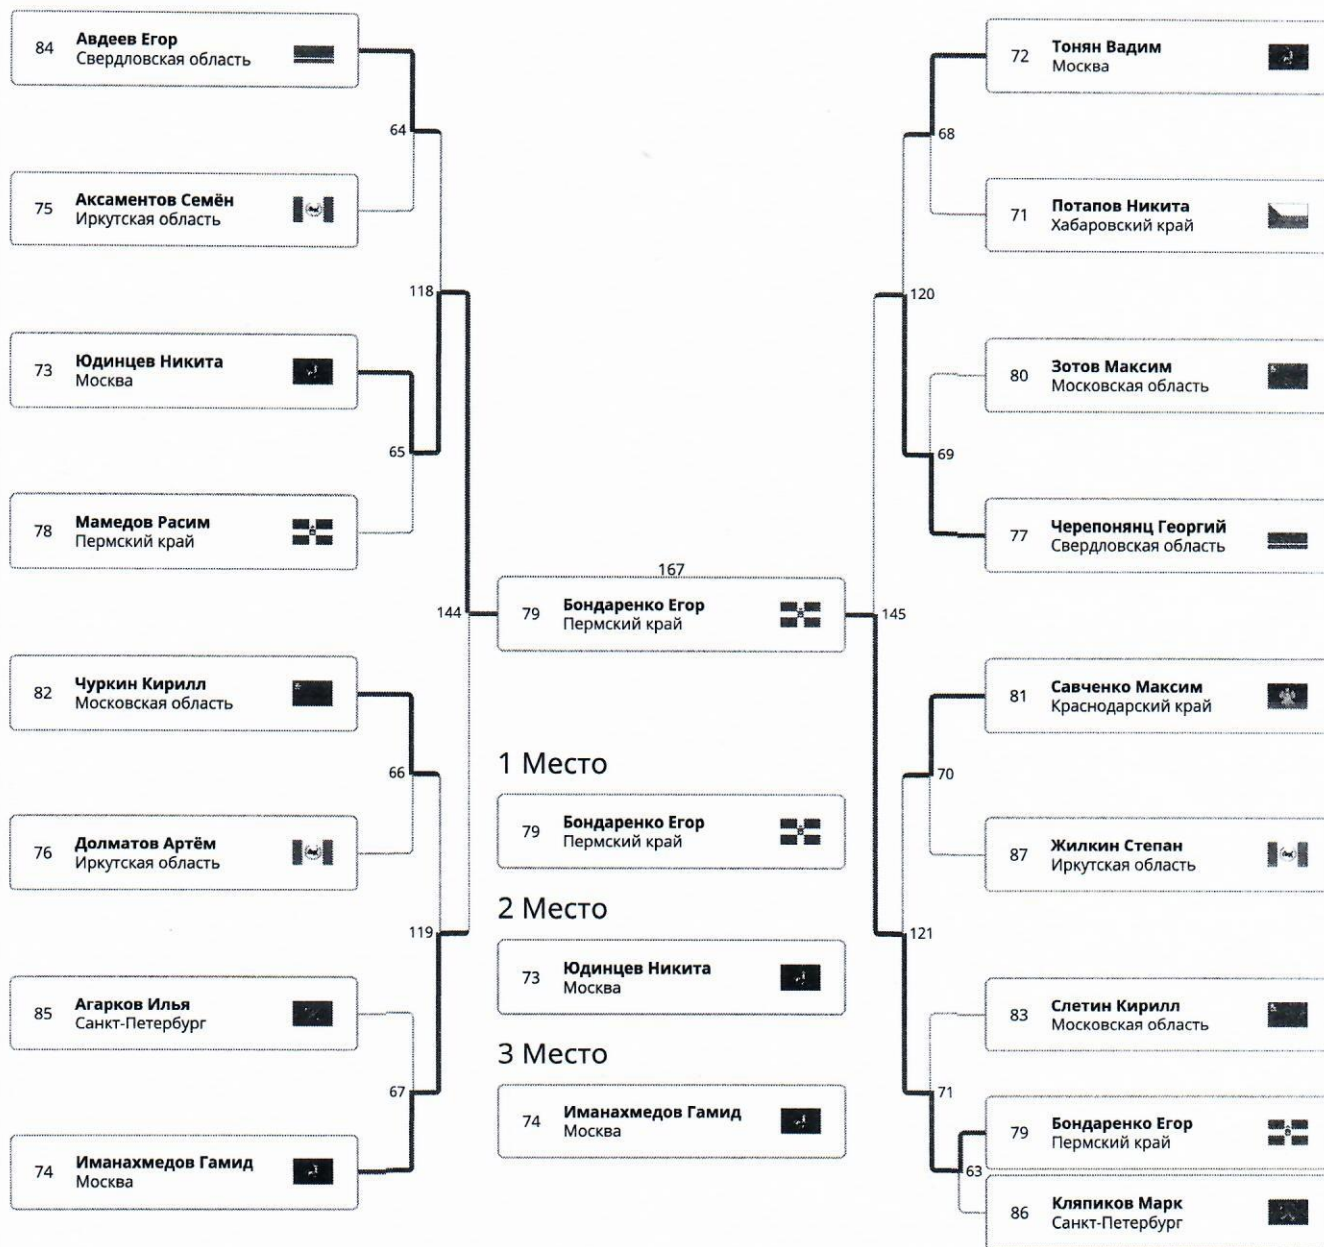 84
Авдеев Егор
Свердловская область
64
75
Аксаментов Семён
Иркутская область
118
73
Юдинцев Никита
Москва
65
78
Мамедов Расим
Пермский край
144
82
Чуркин Кирилл
Московская область
66
76
Долматов Артём
Иркутская область
119
85
Агарков Илья
Санкт-Петербург
67
74
Иманахмедов Гамид
Москва
167
79
Бондаренко Егор
Пермский край
1 Место
79
Бондаренко Егор
Пермский край
2 Место
73
Юдинцев Никита
Москва
3 Место
74
Иманахмедов Гамид
Москва
72
Тонян Вадим
Москва
68
71
Потапов Никита
Хабаровский край
120
80
Зотов Максим
Московская область
69
77
Черепонянц Георгий
Свердловская область
145
81
Савченко Максим
Краснодарский край
70
87
Жилкин Степан
Иркутская область
121
83
Слетин Кирилл
Московская область
71
79
Бондаренко Егор
Пермский край
63
86
Кляпиков Марк
Санкт-Петербург